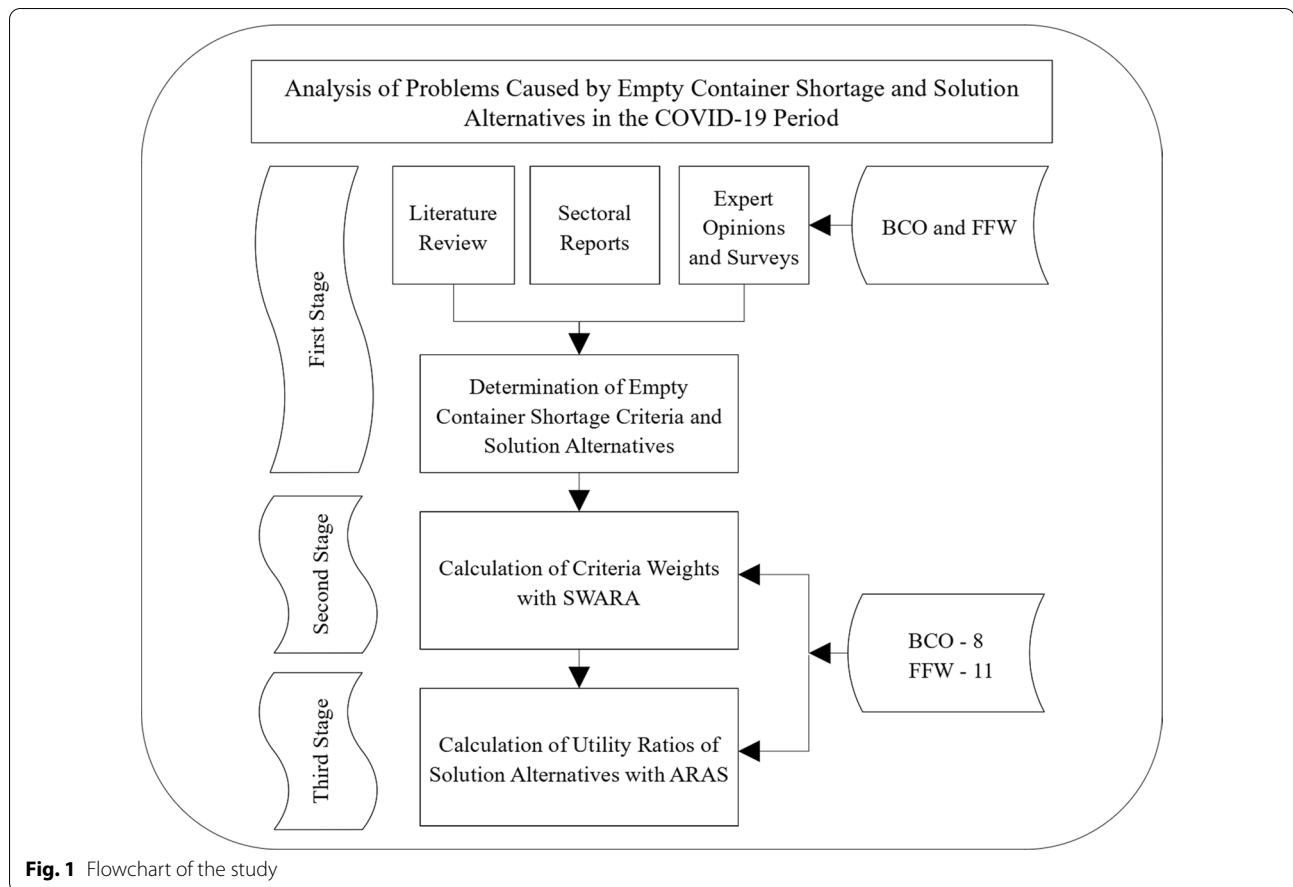 Analysis of Problems Caused by Empty Container Shortage and Solution
Alternatives in the COVID-19 Period
First Stage
Literature
Review
Sectoral
Reports
Expert
Opinions
and Surveys
BCO and FFW
Determination of Empty
Container Shortage Criteria and
Solution Alternatives
Second Stage
Calculation of Criteria Weights
with SWARA
BCO - 8
FFW - 11
Third Stage
Calculation of Utility Ratios of
Solution Alternatives with ARAS
Fig. 1 Flowchart of the study